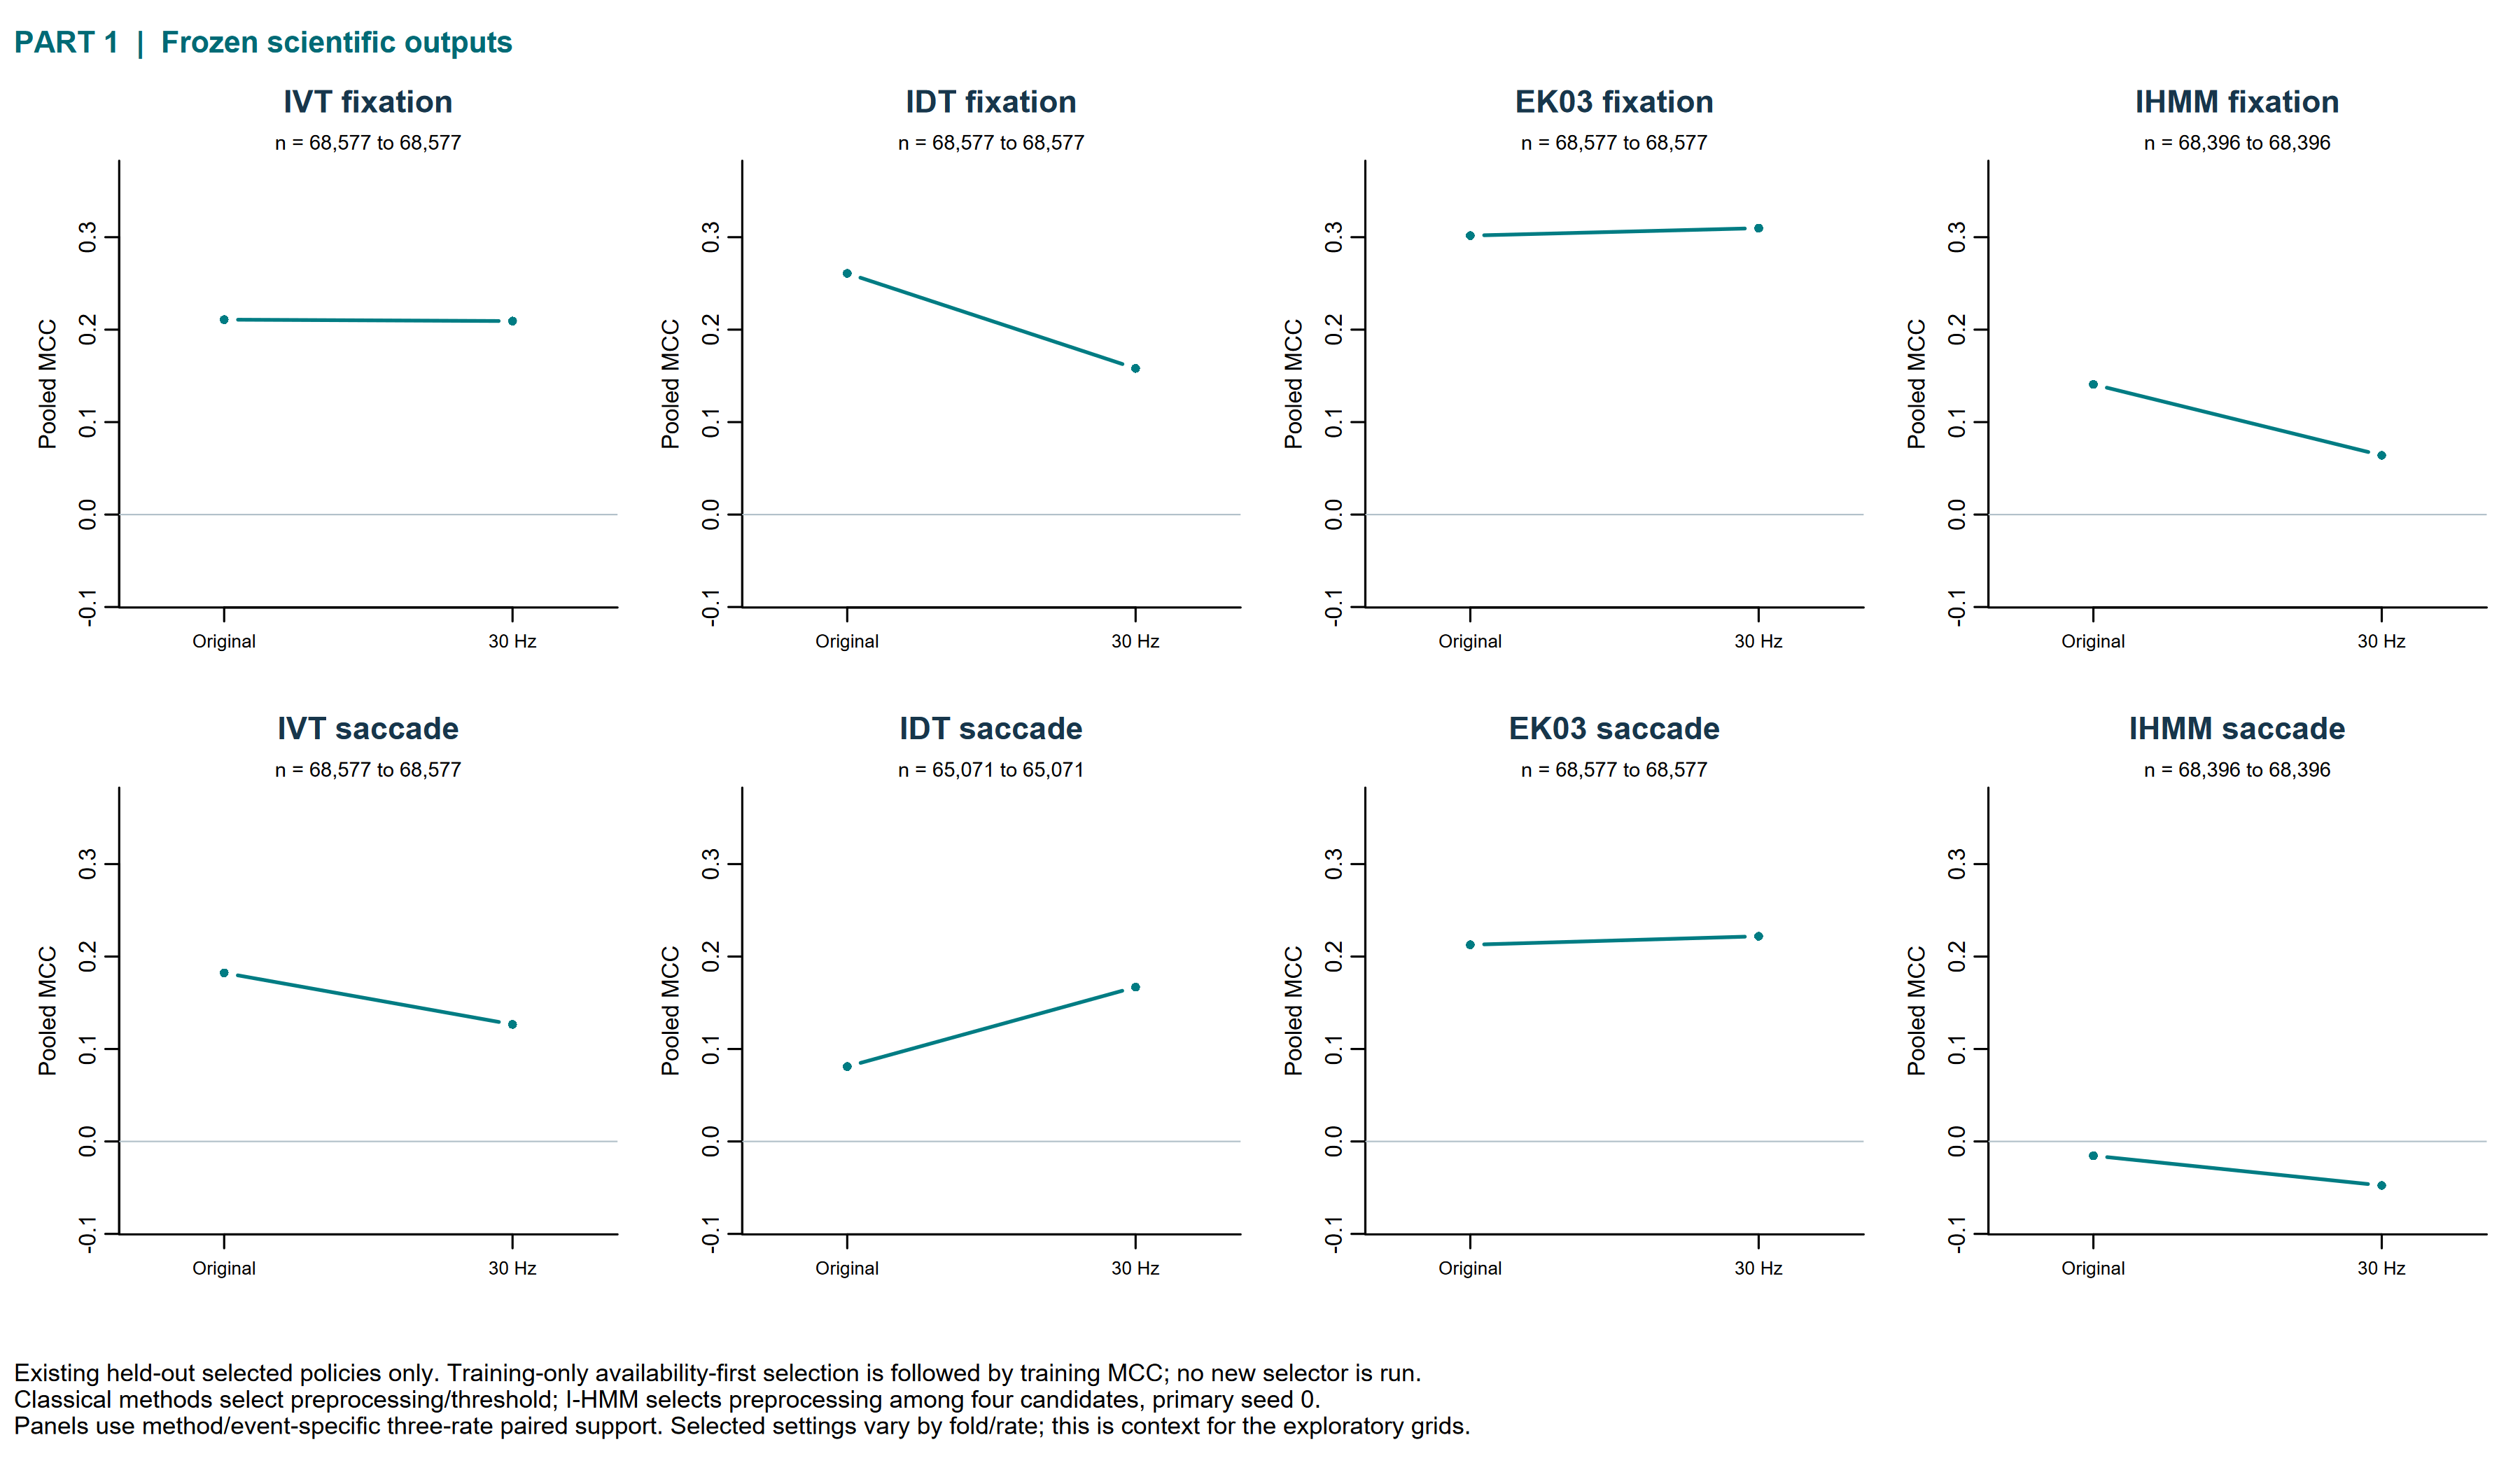 PART 1 | Frozen scientific outputs
IVT fixation
n = 68,577 to 68,577
Pooled MCC
0.3
0.2
0.1
0.0
-0.1
Original
30 Hz
IDT fixation
n = 68,577 to 68,577
Pooled MCC
0.3
0.2
0.1
0.0
-0.1
Original
30 Hz
EK03 fixation
n = 68,577 to 68,577
Pooled MCC
0.3
0.2
0.1
0.0
-0.1
Original
30 Hz
IHMM fixation
n = 68,396 to 68,396
Pooled MCC
0.3
0.2
0.1
0.0
-0.1
Original
30 Hz
IVT saccade
n = 68,577 to 68,577
Pooled MCC
0.3
0.2
0.1
0.0
-0.1
Original
30 Hz
IDT saccade
n = 65,071 to 65,071
Pooled MCC
0.3
0.2
0.1
0.0
-0.1
Original
30 Hz
EK03 saccade
n = 68,577 to 68,577
Pooled MCC
0.3
0.2
0.1
0.0
-0.1
Original
30 Hz
IHMM saccade
n = 68,396 to 68,396
Pooled MCC
0.3
0.2
0.1
0.0
-0.1
Original
30 Hz
Existing held-out selected policies only. Training-only availability-first selection is followed by training MCC; no new selector is run.
Classical methods select preprocessing/threshold; I-HMM selects preprocessing among four candidates, primary seed 0.
Panels use method/event-specific three-rate paired support. Selected settings vary by fold/rate; this is context for the exploratory grids.